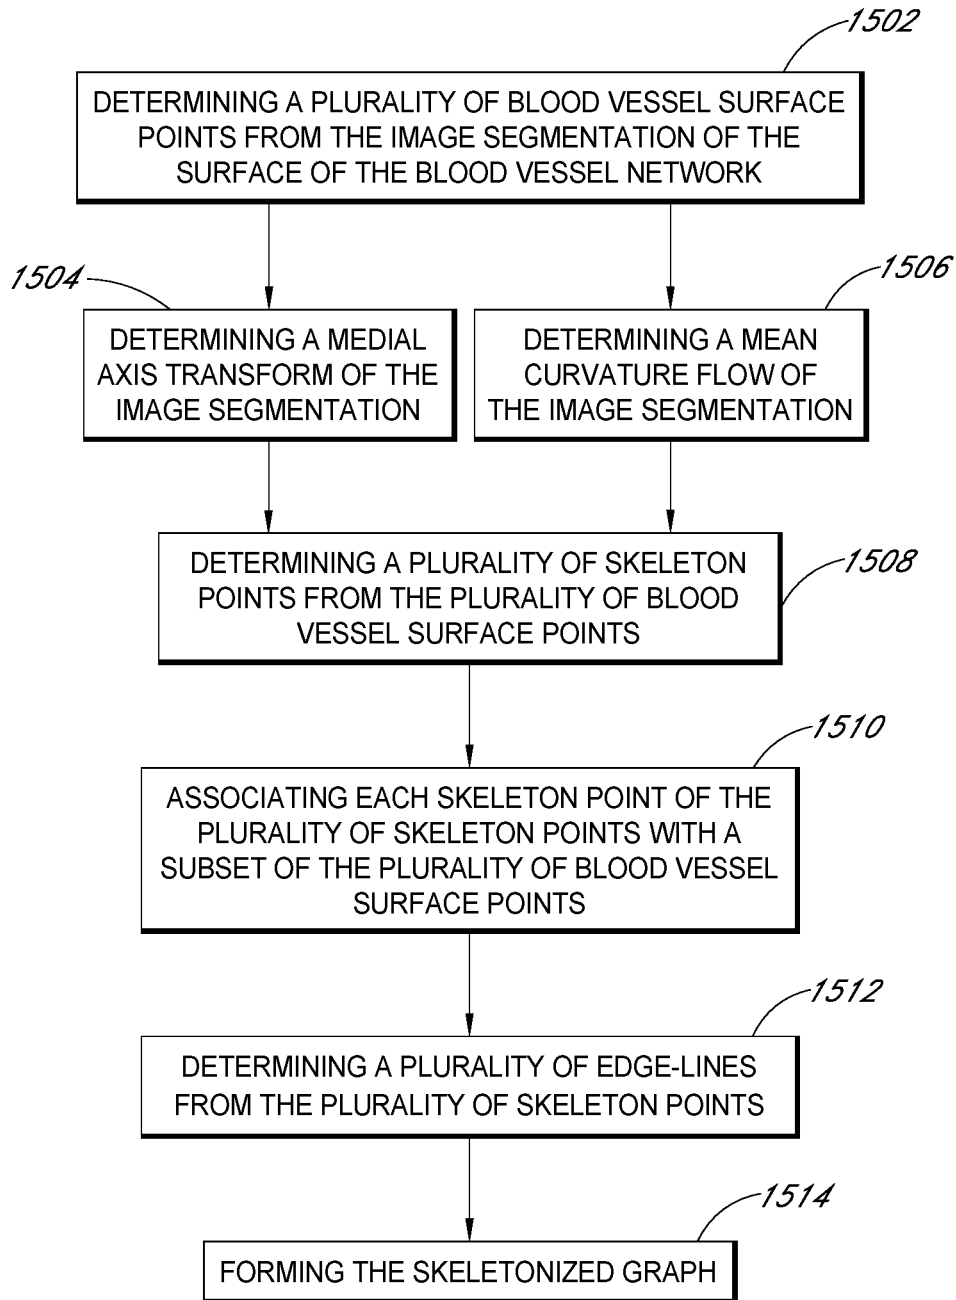 1502
DETERMINING A PLURALITY OF BLOOD VESSEL SURFACE
POINTS FROM THE IMAGE SEGMENTATION OF THE
SURFACE OF THE BLOOD VESSEL NETWORK
1504
DETERMINING A MEDIAL
AXIS TRANSFORM OF THE
IMAGE SEGMENTATION
1506
DETERMINING A MEAN
CURVATURE FLOW OF
THE IMAGE SEGMENTATION
1508
DETERMINING A PLURALITY OF SKELETON
POINTS FROM THE PLURALITY OF BLOOD
VESSEL SURFACE POINTS
1510
ASSOCIATING EACH SKELETON POINT OF THE
PLURALITY OF SKELETON POINTS WITH A
SUBSET OF THE PLURALITY OF BLOOD VESSEL
SURFACE POINTS
1512
DETERMINING A PLURALITY OF EDGE-LINES
FROM THE PLURALITY OF SKELETON POINTS
1514
FORMING THE SKELETONIZED GRAPH